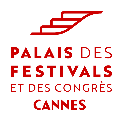 PALAIS DES
FESTIVALS
ET DES CONGRÈS
CANNES